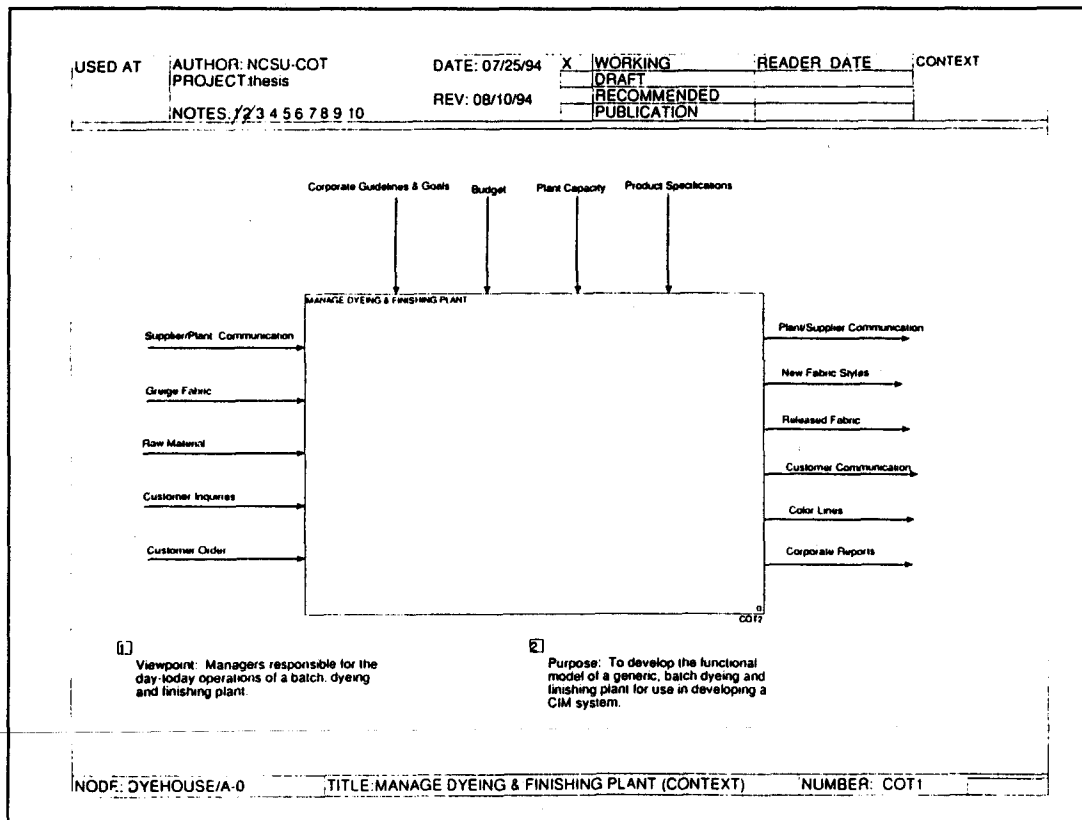 USED AT
AUTHOR: NCSU-COT
DATE: 07/25/94
X
WORKING
READER DATE
CONTEXT
PROJECT:thesis
DRAFT
REV: 08/10/94
RECOMMENDED
NOTES: 1 2 3 4 5 6 7 8 9 10
PUBLICATION
Corporate Guidelines & Goals
Budget
Plant Capacity
Product Specifications
MANAGE DYEING & FINISHING PLANT
Supplier/Plant Communication
Greige Fabric
Raw Material
Customer Inquiries
Customer Order
Plant/Supplier Communication
New Fabric Styles
Released Fabric
Customer Communication
Color Lines
Corporate Reports
0
COT2
1
Viewpoint: Managers responsible for the
day-today operations of a batch, dyeing
and finishing plant.
2
Purpose: To develop the functional
model of a generic, batch dyeing and
finishing plant for use in developing a
CIM system.
NODE: DYEHOUSE/A-0
TITLE:MANAGE DYEING & FINISHING PLANT (CONTEXT)
NUMBER: COT1